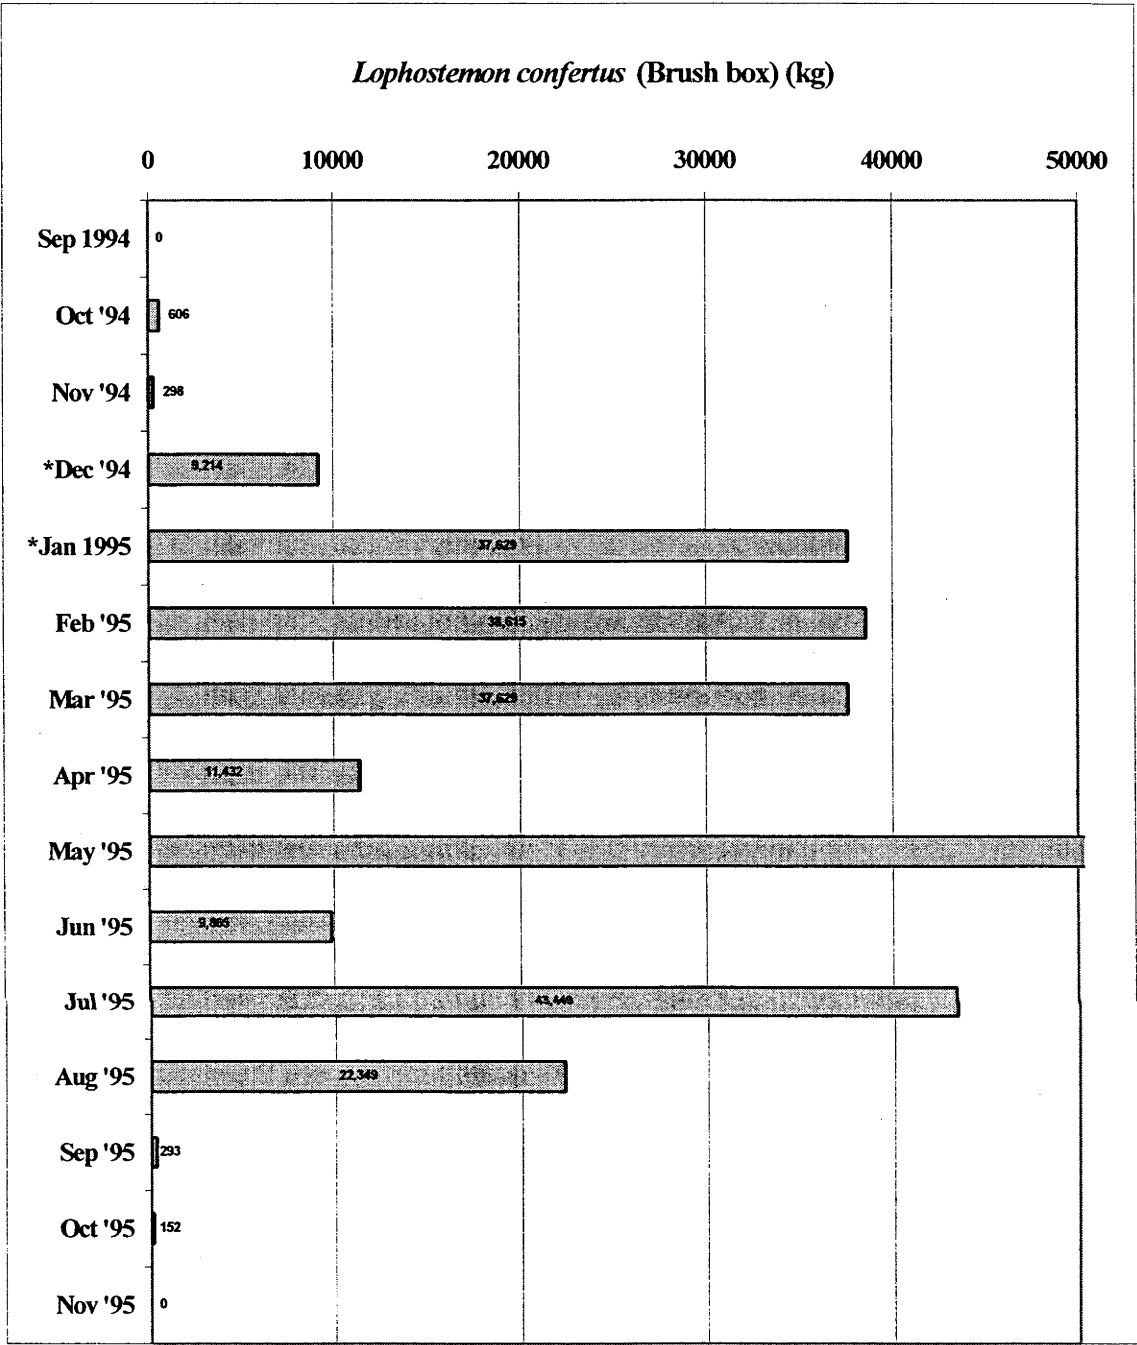 Lophostemon confertus (Brush box) (kg)
0 10000 20000 30000 40000 50000
Sep 1994 0
Oct '94 606
Nov '94 298
*Dec '94 9,214
*Jan 1995 37,629
Feb '95 38,615
Mar '95 37,629
Apr '95 11,432
May '95
Jun '95 9,865
Jul '95 43,449
Aug '95 22,349
Sep '95 293
Oct '95 152
Nov '95 0